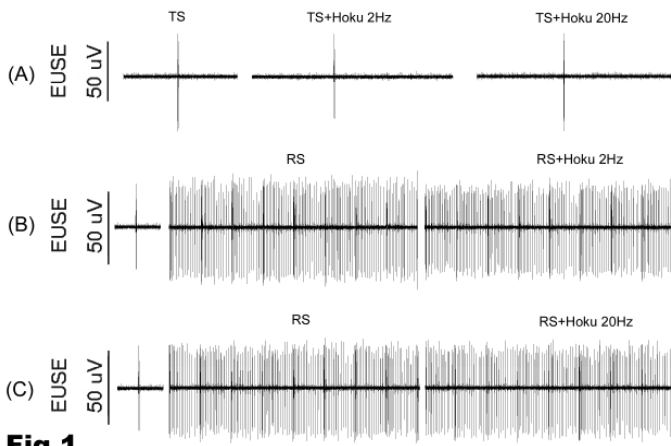 TS TS+Hoku 2Hz TS+Hoku 20Hz
(A) EUSE 50 uV
RS RS+Hoku 2Hz
(B) EUSE 50 uV
RS RS+Hoku 20Hz
(C) EUSE 50 uV
Fig 1